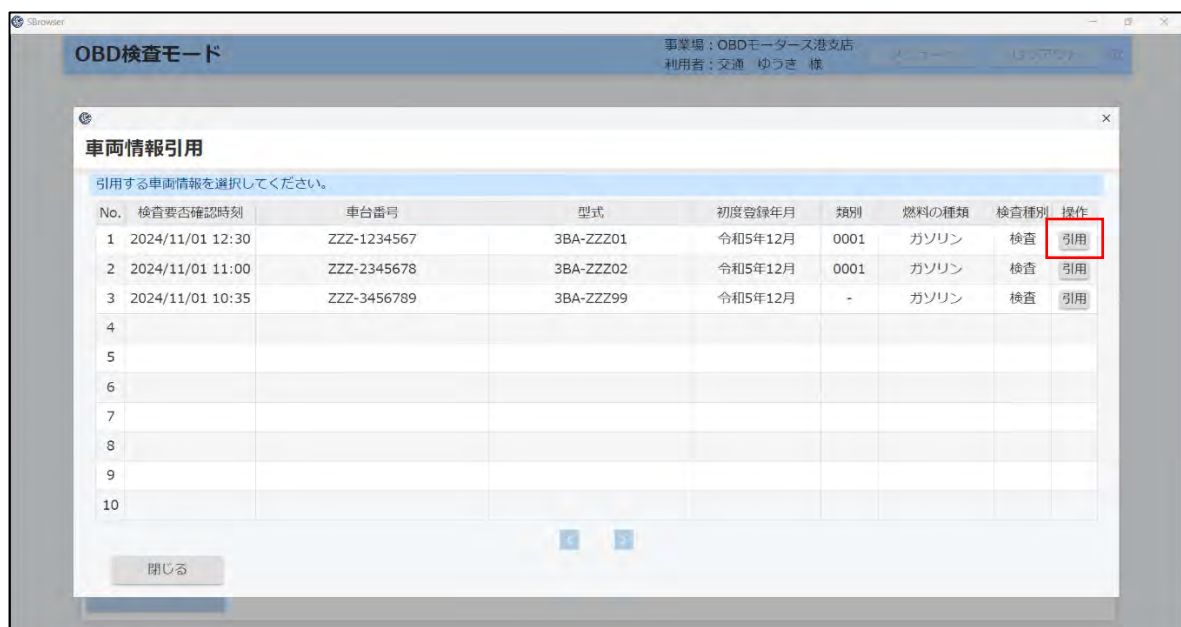 SBrowser
OBD検査モード
事業場：OBDモータース港支店
利用者：交通　ゆうき　様
車両情報引用
引用する車両情報を選択してください。
No. 検査要否確認時刻 車台番号 型式 初度登録年月 類別 燃料の種類 検査種別 操作
1 2024/11/01 12:30 ZZZ-1234567 3BA-ZZZ01 令和5年12月 0001 ガソリン 検査 引用
2 2024/11/01 11:00 ZZZ-2345678 3BA-ZZZ02 令和5年12月 0001 ガソリン 検査 引用
3 2024/11/01 10:35 ZZZ-3456789 3BA-ZZZ99 令和5年12月 - ガソリン 検査 引用
4
5
6
7
8
9
10
閉じる